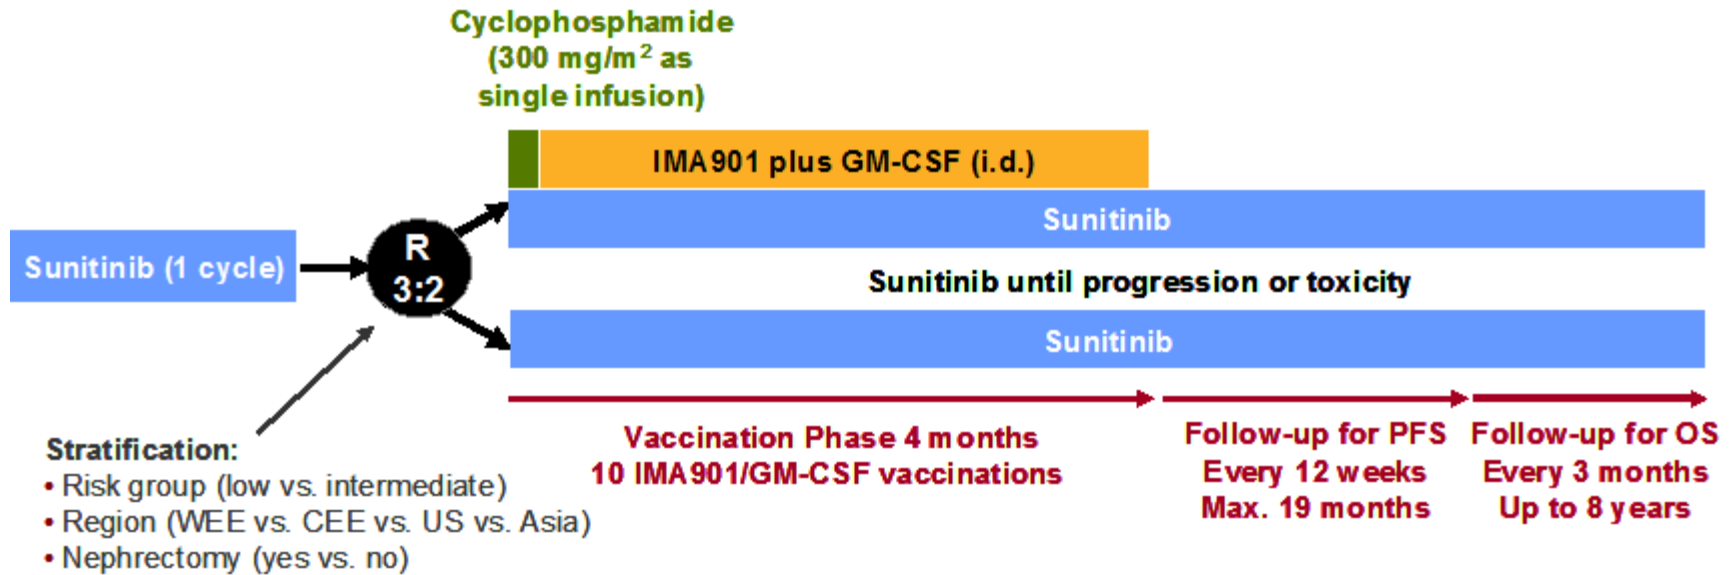 Cyclophosphamide
(300 mg/m² as
single infusion)
IMA901 plus GM-CSF (i.d.)
Sunitinib
Sunitinib (1 cycle)
R
3:2
Sunitinib until progression or toxicity
Sunitinib
Stratification:
• Risk group (low vs. intermediate)
• Region (WEE vs. CEE vs. US vs. Asia)
• Nephrectomy (yes vs. no)
Vaccination Phase 4 months
10 IMA901/GM-CSF vaccinations
Follow-up for PFS
Every 12 weeks
Max. 19 months
Follow-up for OS
Every 3 months
Up to 8 years